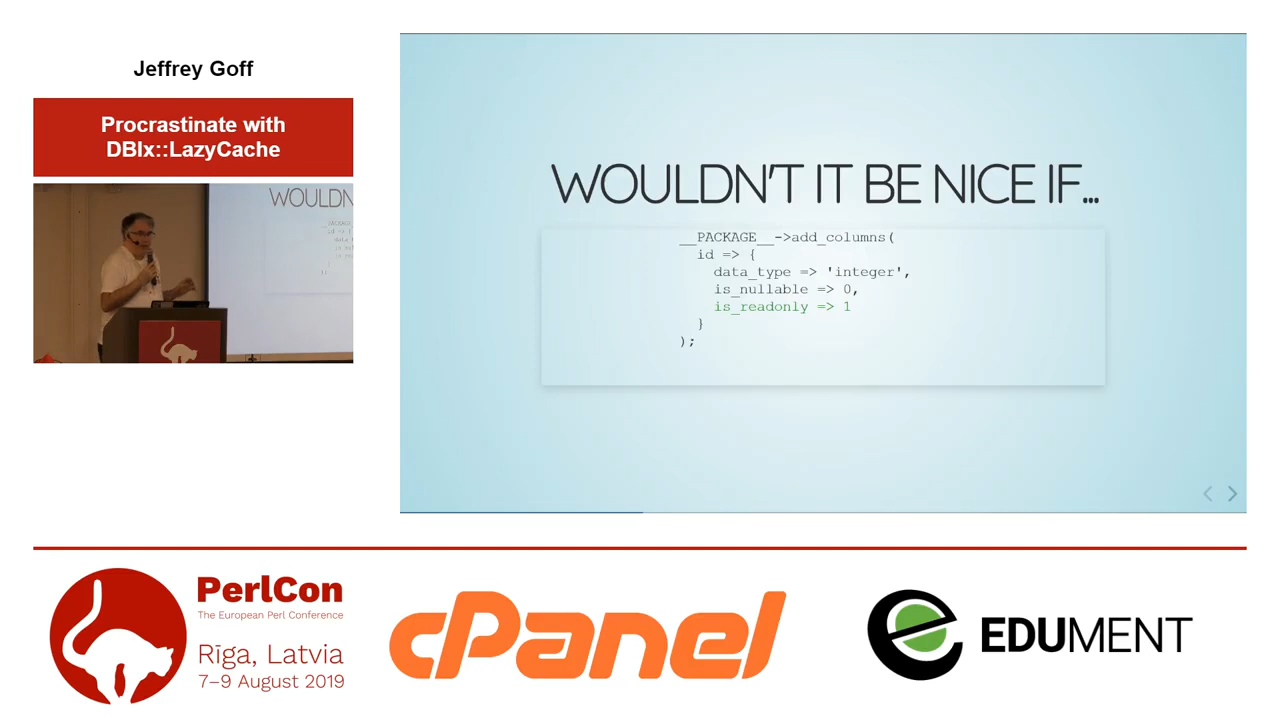 Jeffrey Goff
Procrastinate with
DBIx::LazyCache
WOULDN
WOULDN'T IT BE NICE IF...
__PACKAGE__->add_columns(
id => {
data_type => 'integer',
is_nullable => 0,
is_readonly => 1
}
);
PerlCon
The European Perl Conference
Rīga, Latvia
7–9 August 2019
cPanel
EDUMENT